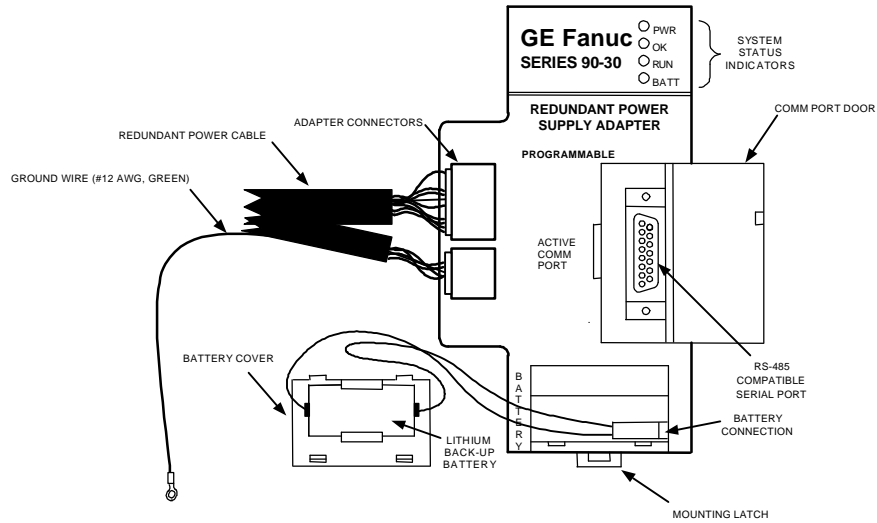 GE Fanuc
SERIES 90-30
PWR
OK
RUN
BATT
SYSTEM
STATUS
INDICATORS
REDUNDANT POWER
SUPPLY ADAPTER
PROGRAMMABLE
COMM PORT DOOR
ADAPTER CONNECTORS
REDUNDANT POWER CABLE
GROUND WIRE (#12 AWG, GREEN)
ACTIVE
COMM
PORT
RS-485
COMPATIBLE
SERIAL PORT
BATTERY COVER
BATTERY
LITHIUM
BACK-UP
BATTERY
BATTERY
CONNECTION
MOUNTING LATCH